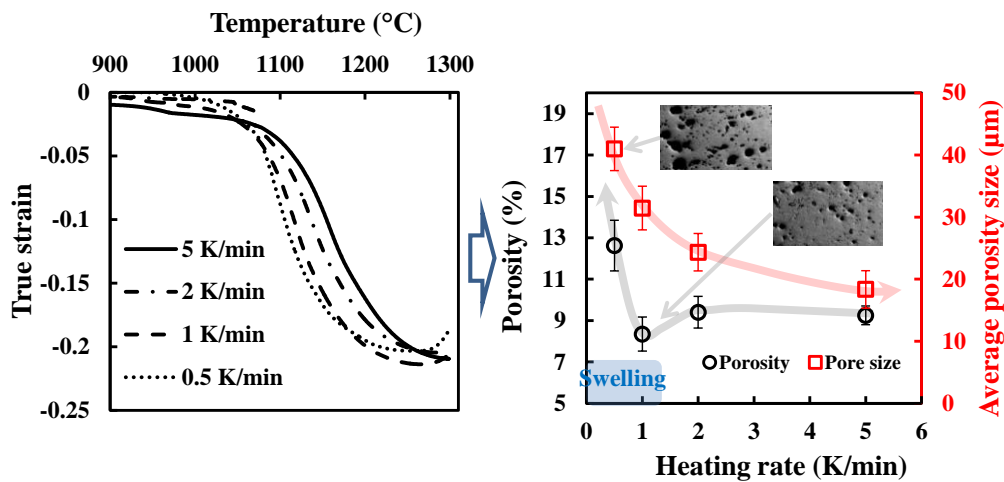 Temperature (°C)
900 1000 1100 1200 1300
0
-0.05
-0.1
-0.15
-0.2
-0.25
True strain
5 K/min
2 K/min
1 K/min
0.5 K/min
19
17
15
13
11
9
7
5
Porosity (%)
Swelling
Porosity Pore size
0 1 2 3 4 5 6
Heating rate (K/min)
50
40
30
20
10
0
Average porosity size (μm)